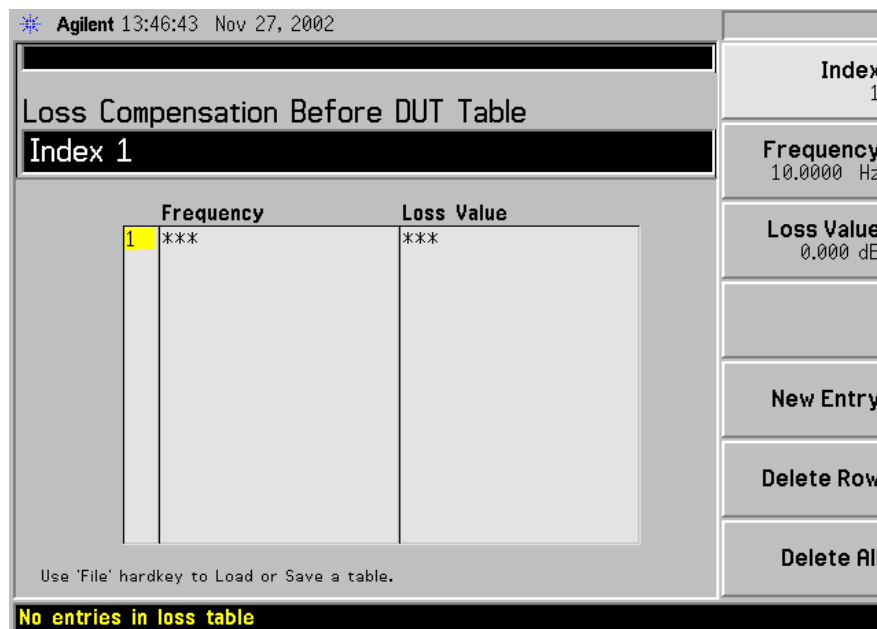 Agilent 13:46:43 Nov 27, 2002
Loss Compensation Before DUT Table
Index 1
Frequency Loss Value
1 *** ***
Use 'File' hardkey to Load or Save a table.
No entries in loss table
Index
1
Frequency
10.0000 Hz
Loss Value
0.000 dB
New Entry
Delete Row
Delete All